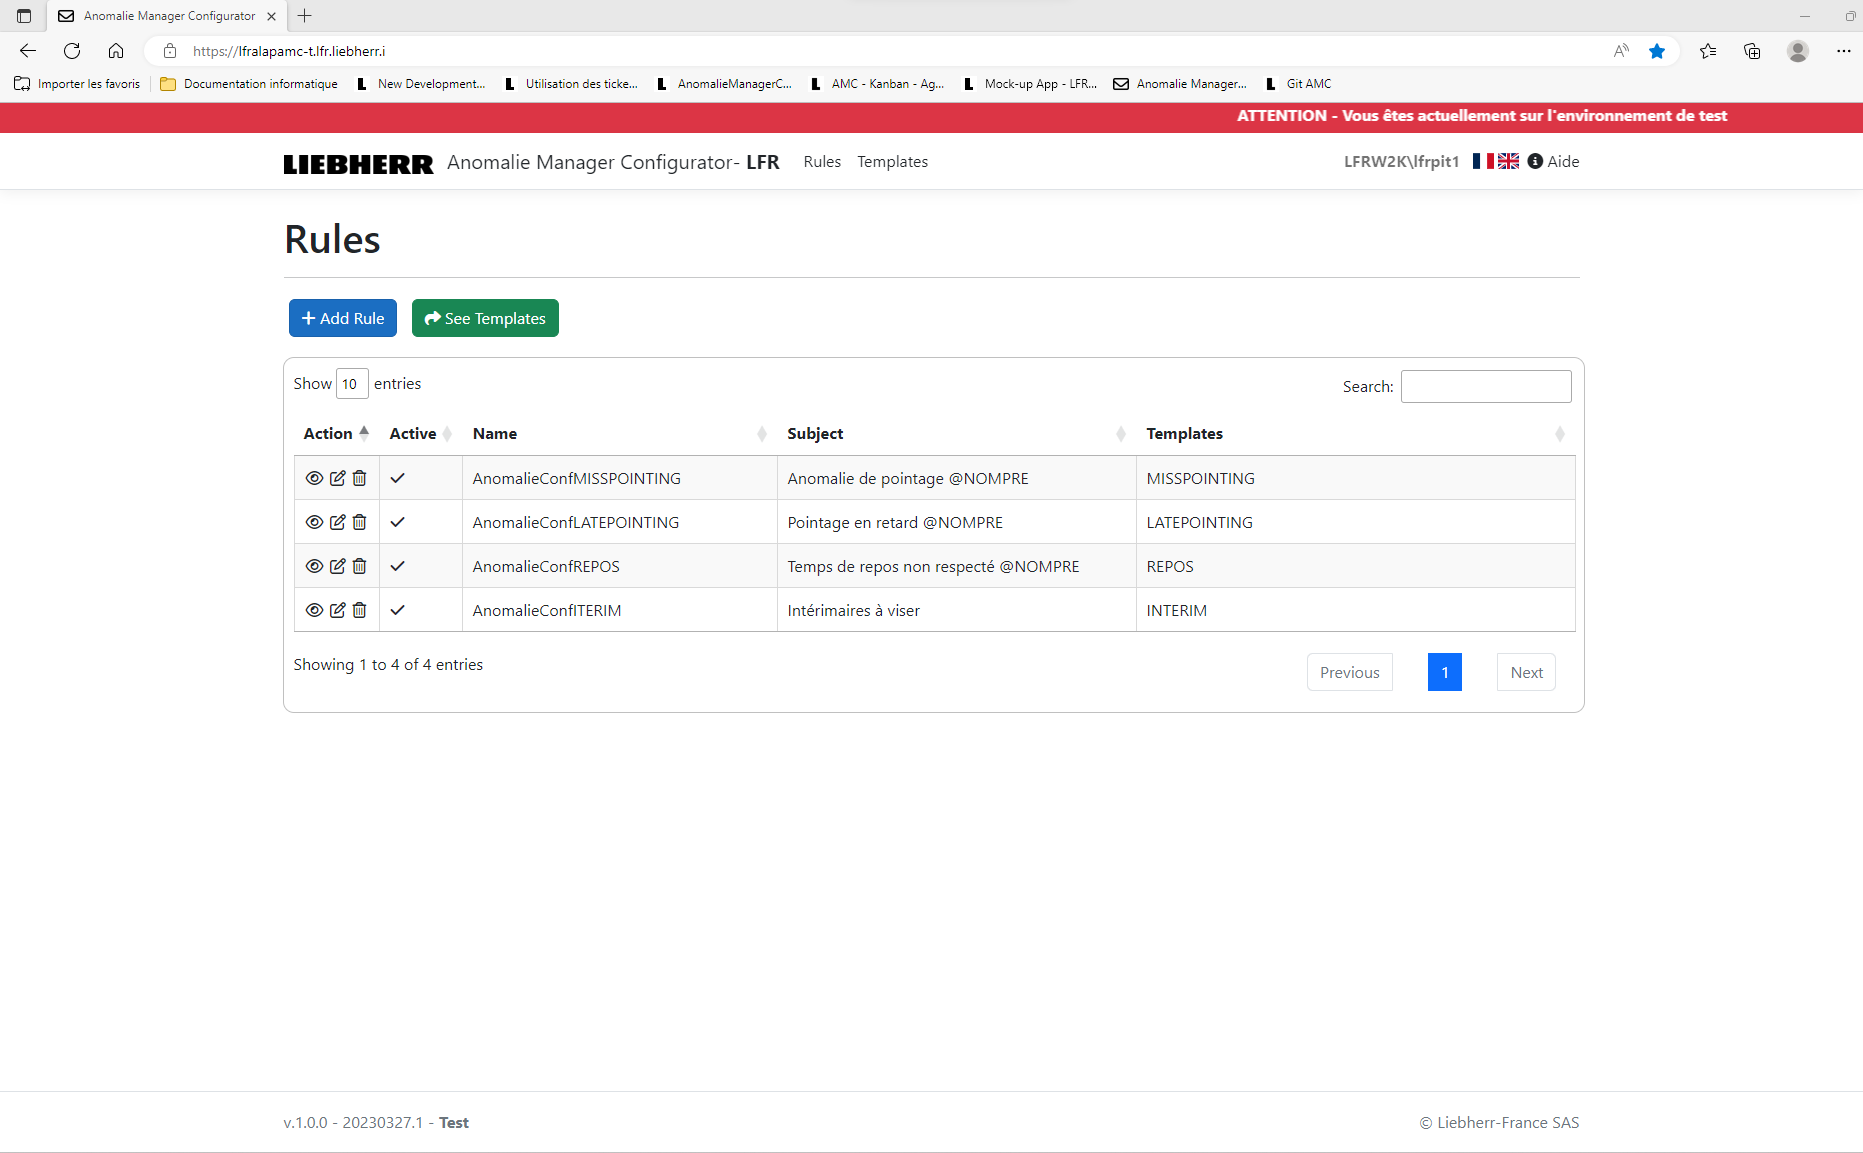 Anomalie Manager Configurator
https://lfralapamc-t.lfr.liebherr.i
Importer les favoris
Documentation informatique
New Development...
Utilisation des ticke...
AnomalieManagerC...
AMC - Kanban - Ag...
Mock-up App - LFR...
Anomalie Manager...
Git AMC
ATTENTION - Vous êtes actuellement sur l'environnement de test
LIEBHERR Anomalie Manager Configurator- LFR Rules Templates LFRW2K\lfrpit1 Aide
Rules
Add Rule See Templates
Show 10 entries Search:
Action Active Name Subject Templates
AnomalieConfMISSPOINTING Anomalie de pointage @NOMPRE MISSPOINTING
AnomalieConfLATEPOINTING Pointage en retard @NOMPRE LATEPOINTING
AnomalieConfREPOS Temps de repos non respecté @NOMPRE REPOS
AnomalieConfITERIM Intérimaires à viser INTERIM
Showing 1 to 4 of 4 entries Previous 1 Next
v.1.0.0 - 20230327.1 - Test © Liebherr-France SAS